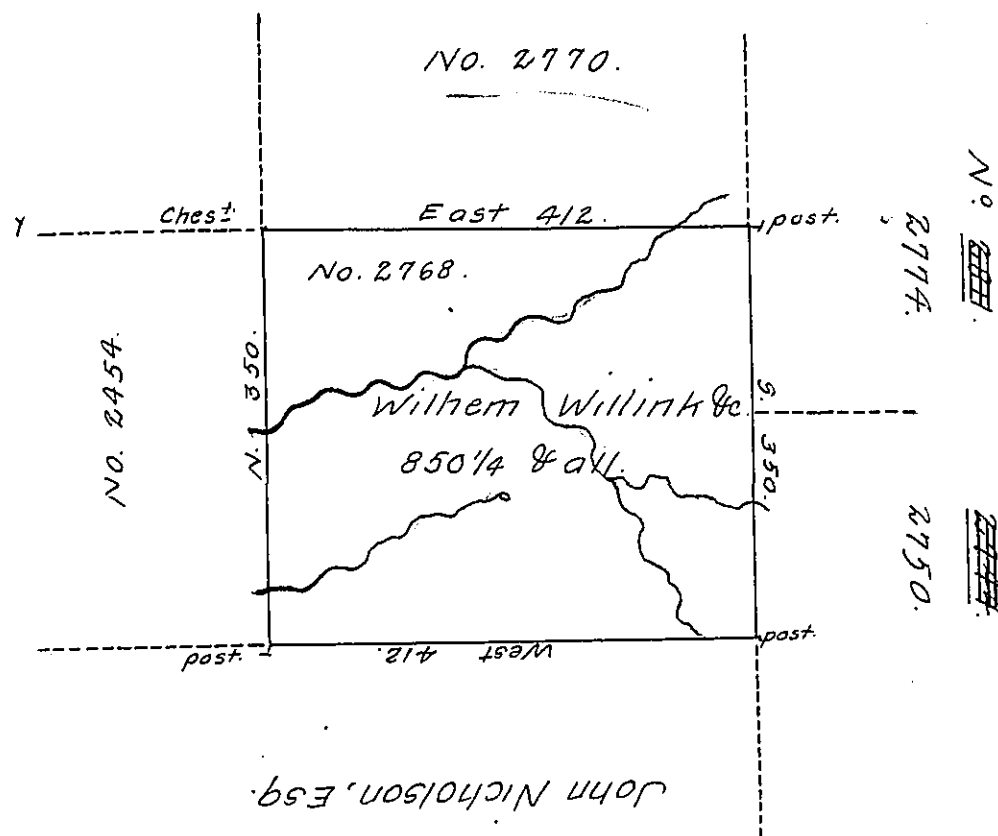 No. 2770.
Y
Chest.
East 412.
post.
No. 2768.
No. 2454.
N. 350.
Wilhem Willink &c.
850 1/4 & all.
S. 350.
No.
2774.
2750.
post.
West 412.
post.
John Nicholson, Esq.